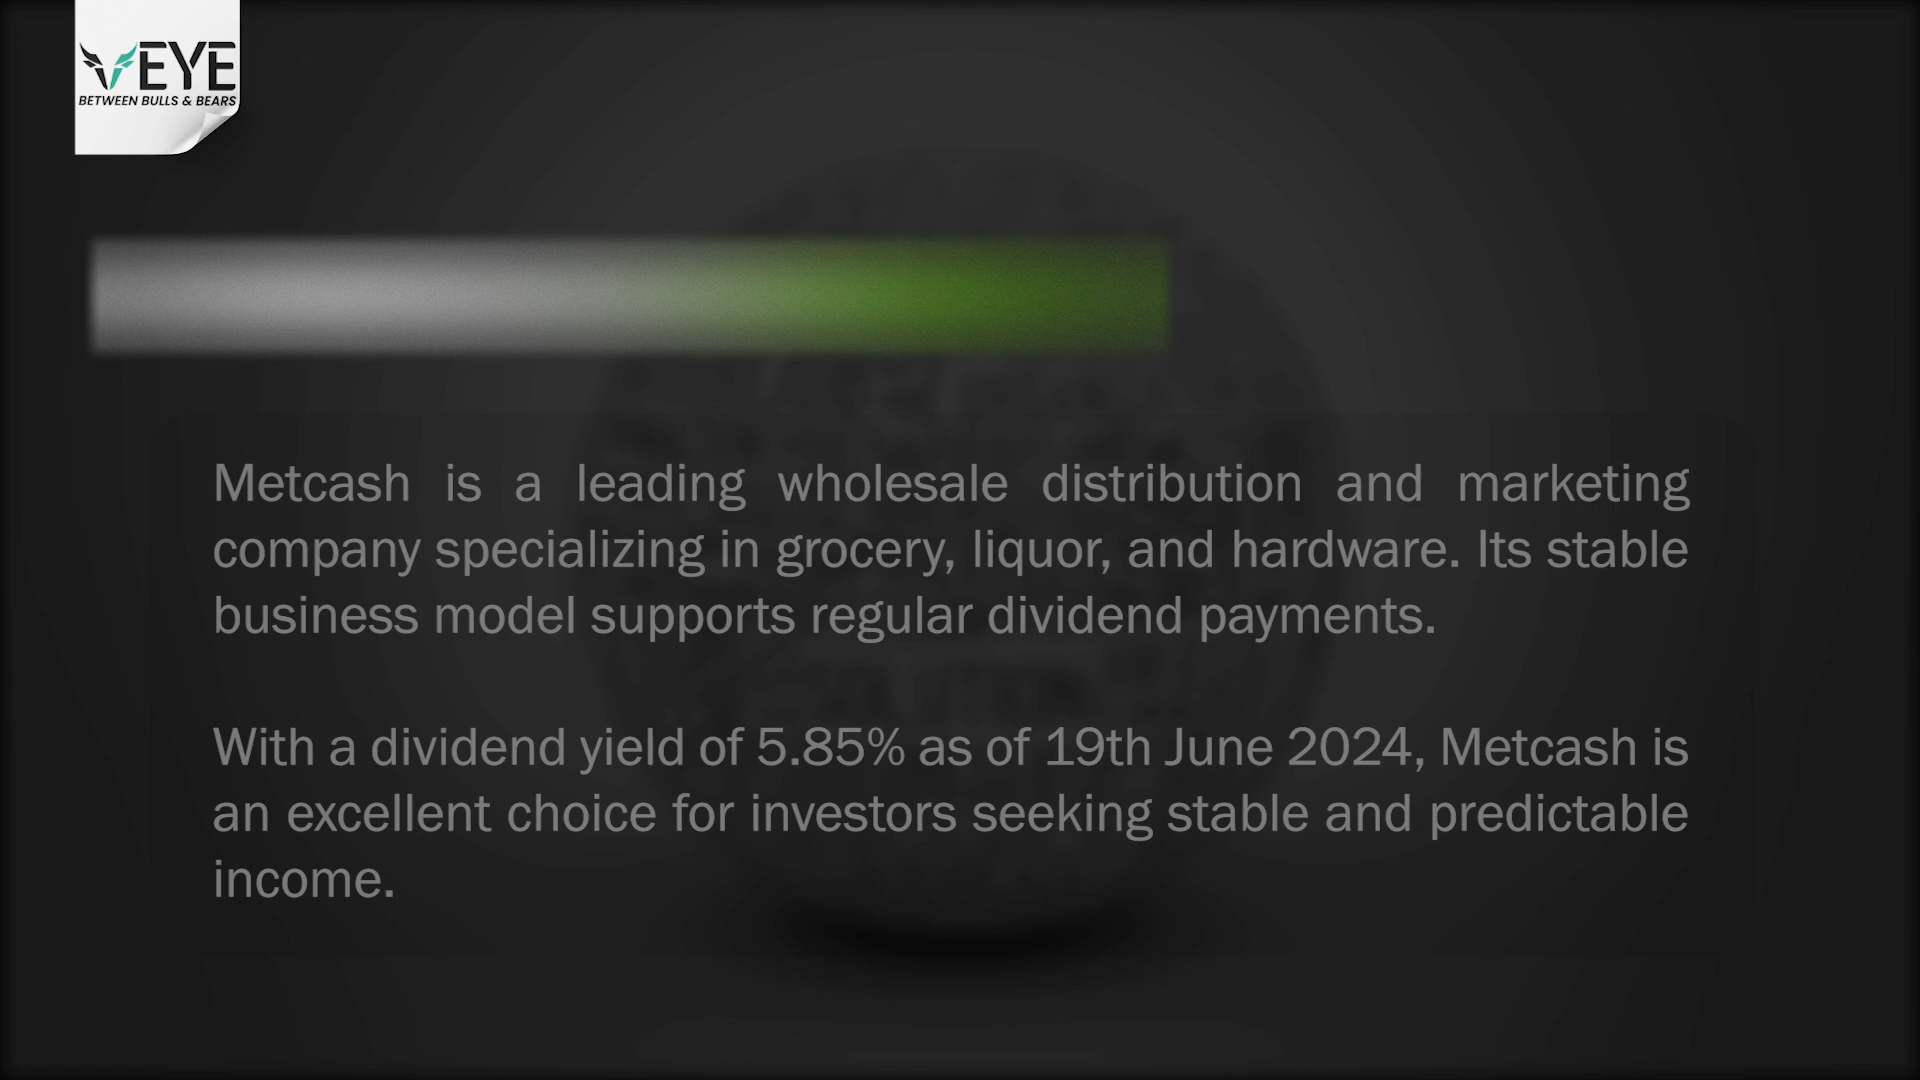 VEYE
BETWEEN BULLS & BEARS
Metcash is a leading wholesale distribution and marketing
company specializing in grocery, liquor, and hardware. Its stable
business model supports regular dividend payments.
With a dividend yield of 5.85% as of 19th June 2024, Metcash is
an excellent choice for investors seeking stable and predictable
income.